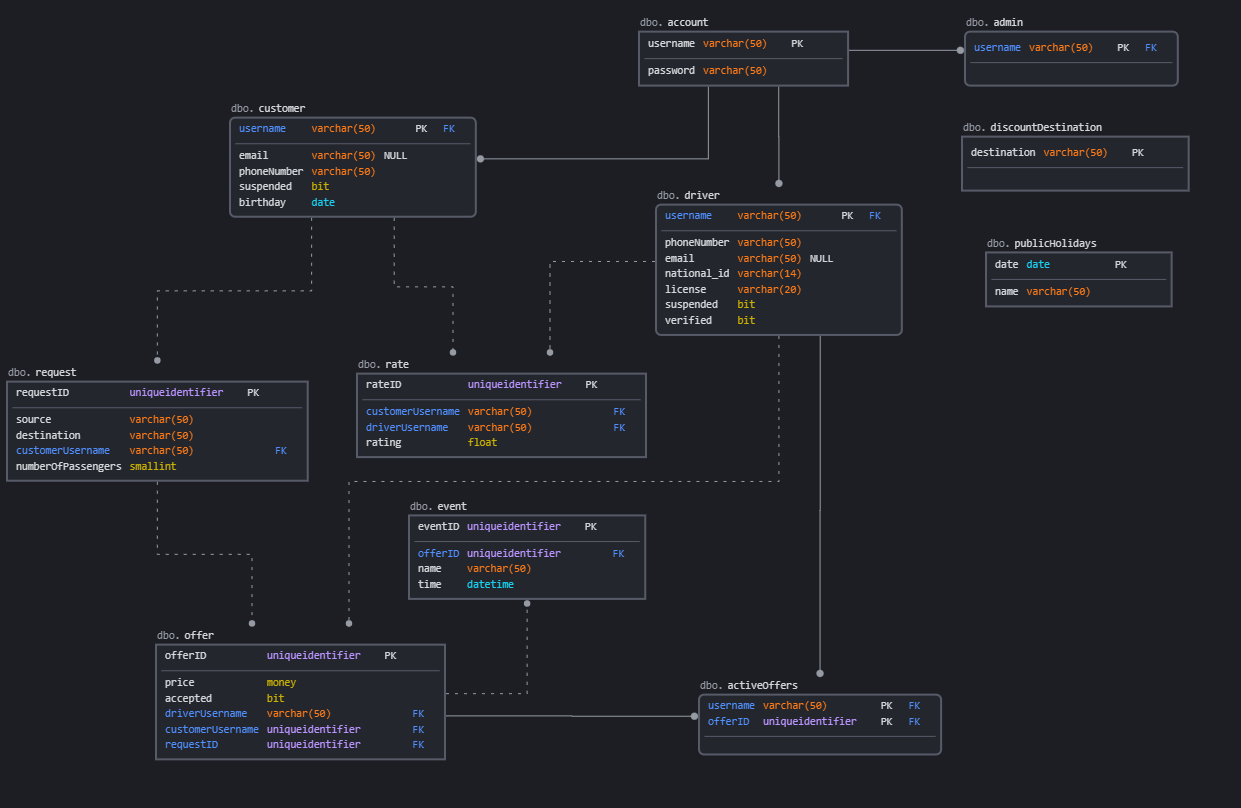 dbo. account
username varchar(50) PK
password varchar(50)
dbo. admin
username varchar(50) PK FK
dbo. customer
username varchar(50) PK FK
email varchar(50) NULL
phoneNumber varchar(50)
suspended bit
birthday date
dbo. discountDestination
destination varchar(50) PK
dbo. driver
username varchar(50) PK FK
phoneNumber varchar(50)
email varchar(50) NULL
national_id varchar(14)
license varchar(20)
suspended bit
verified bit
dbo. publicHolidays
date date PK
name varchar(50)
dbo. request
requestID uniqueidentifier PK
source varchar(50)
destination varchar(50)
customerUsername varchar(50) FK
numberOfPassengers smallint
dbo. rate
rateID uniqueidentifier PK
customerUsername varchar(50) FK
driverUsername varchar(50) FK
rating float
dbo. event
eventID uniqueidentifier PK
offerID uniqueidentifier FK
name varchar(50)
time datetime
dbo. offer
offerID uniqueidentifier PK
price money
accepted bit
driverUsername varchar(50) FK
customerUsername uniqueidentifier FK
requestID uniqueidentifier FK
dbo. activeOffers
username varchar(50) PK FK
offerID uniqueidentifier PK FK